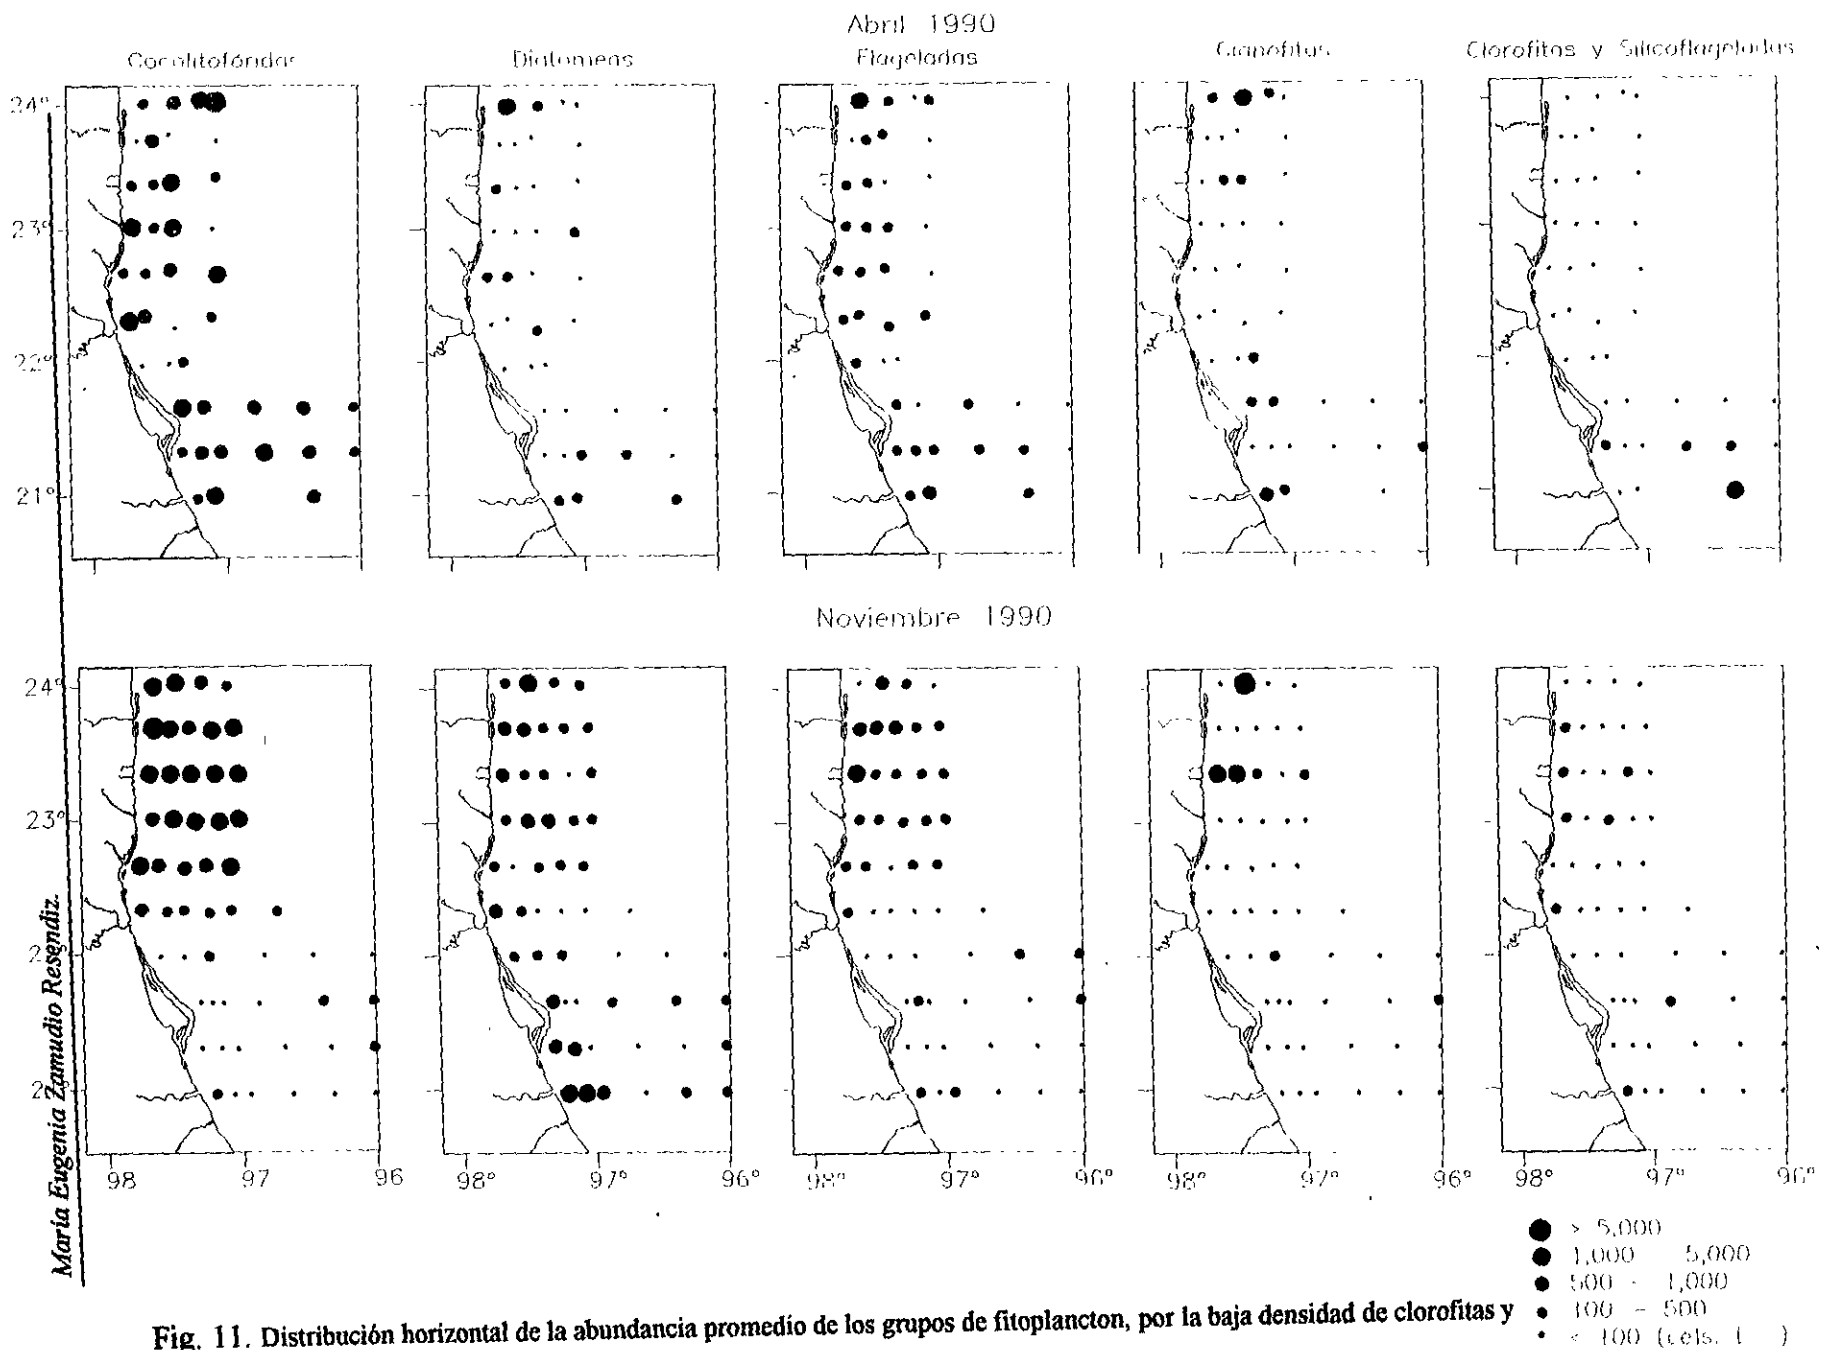 Abril 1990
Cocolitofóridas Diatomeas Flageladas Cianofitas Clorofitas y Silicoflageladas
24°
23°
22°
21°
Noviembre 1990
24°
23°
98 97 96 98° 97° 96° 98° 97° 96° 98° 97° 96° 98° 97° 96°
María Eugenia Zamudio Resendiz.
> 5,000
1,000 5,000
500 - 1,000
100 - 500
< 100 (cels. l )
Fig. 11. Distribución horizontal de la abundancia promedio de los grupos de fitoplancton, por la baja densidad de clorofitas y